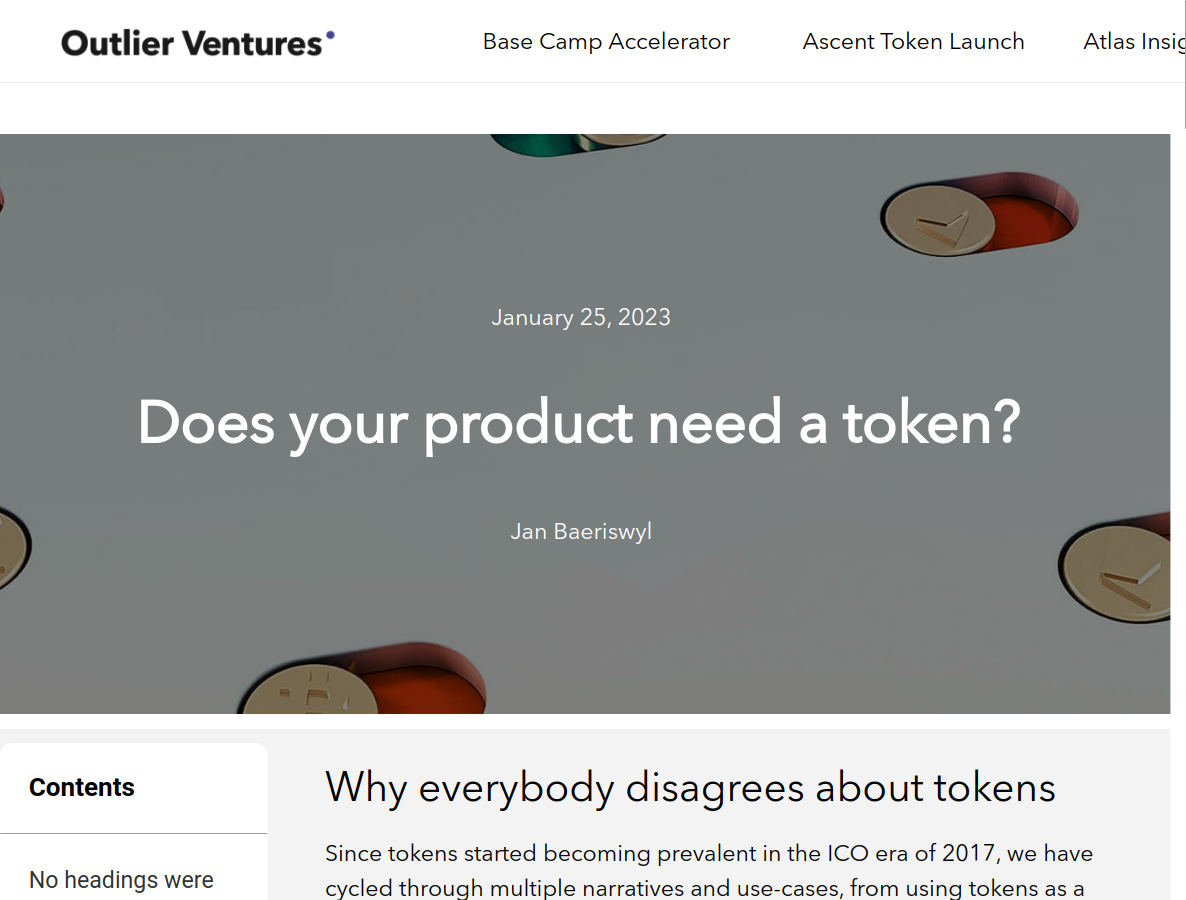 Outlier Ventures
Base Camp Accelerator
Ascent Token Launch
Atlas
January 25, 2023
Does your product need a token?
Jan Baeriswyl
Contents
No headings were
Why everybody disagrees about tokens
Since tokens started becoming prevalent in the ICO era of 2017, we have
cycled through multiple narratives and use-cases, from using tokens as a